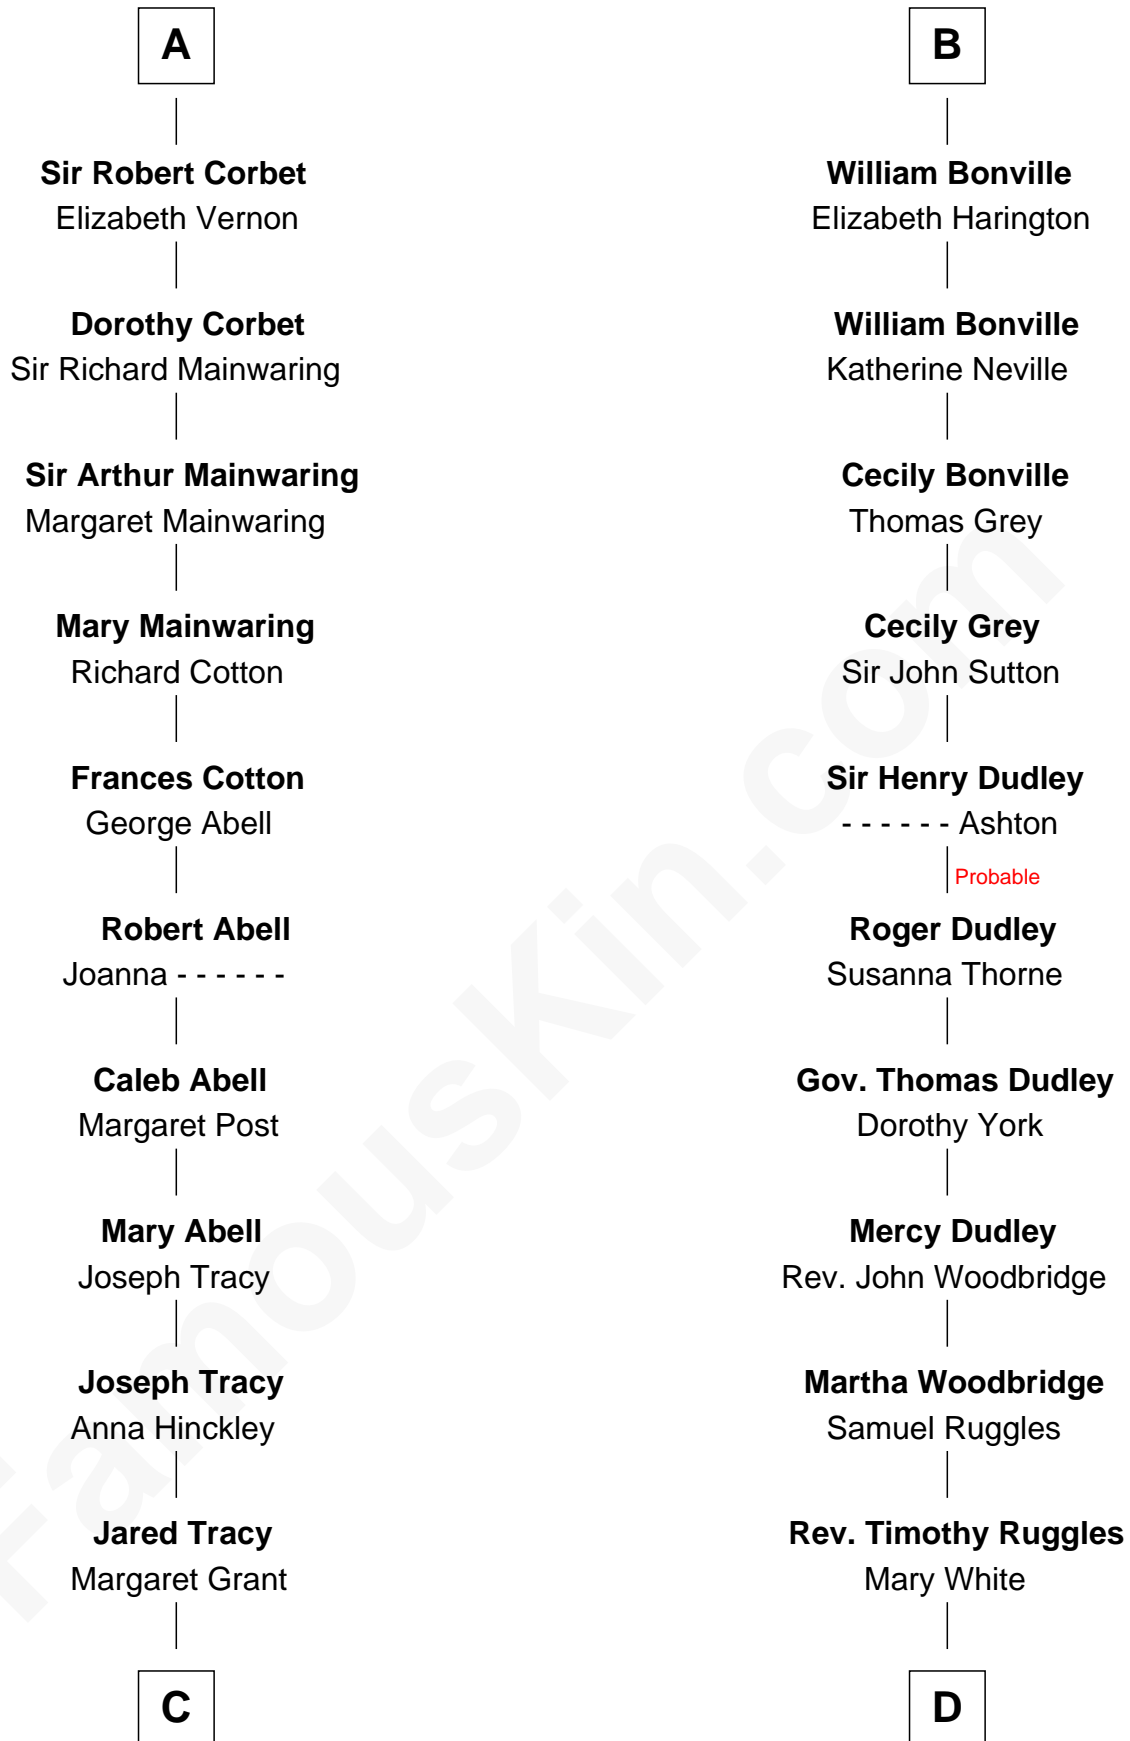 A
Sir Robert Corbet
Elizabeth Vernon
Dorothy Corbet
Sir Richard Mainwaring
Sir Arthur Mainwaring
Margaret Mainwaring
Mary Mainwaring
Richard Cotton
Frances Cotton
George Abell
Robert Abell
Joanna - - - - - -
Caleb Abell
Margaret Post
Mary Abell
Joseph Tracy
Joseph Tracy
Anna Hinckley
Jared Tracy
Margaret Grant
C
B
William Bonville
Elizabeth Harington
William Bonville
Katherine Neville
Cecily Bonville
Thomas Grey
Cecily Grey
Sir John Sutton
Sir Henry Dudley
- - - - - - Ashton
Probable
Roger Dudley
Susanna Thorne
Gov. Thomas Dudley
Dorothy York
Mercy Dudley
Rev. John Woodbridge
Martha Woodbridge
Samuel Ruggles
Rev. Timothy Ruggles
Mary White
D
FamousKin.com